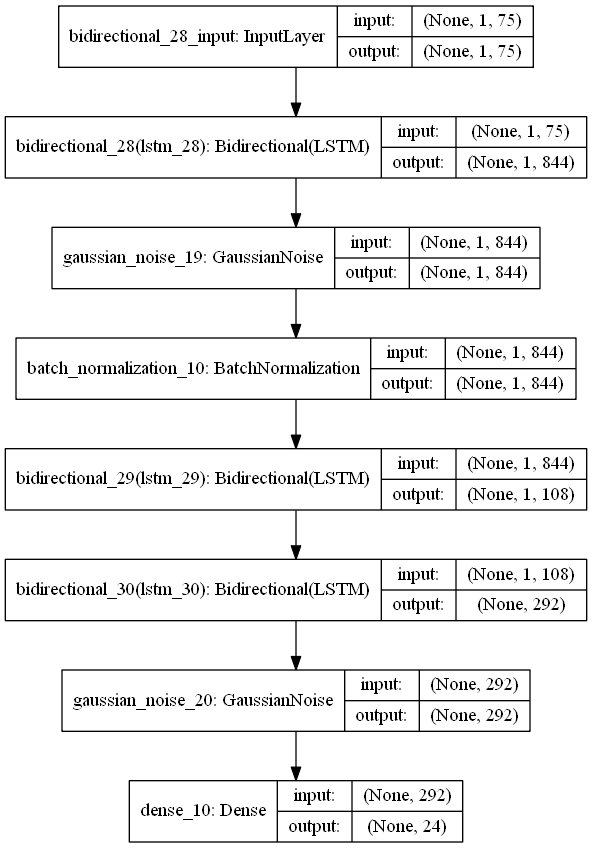 bidirectional_28_input: InputLayer
input: (None, 1, 75)
output: (None, 1, 75)
bidirectional_28(lstm_28): Bidirectional(LSTM)
input: (None, 1, 75)
output: (None, 1, 844)
gaussian_noise_19: GaussianNoise
input: (None, 1, 844)
output: (None, 1, 844)
batch_normalization_10: BatchNormalization
input: (None, 1, 844)
output: (None, 1, 844)
bidirectional_29(lstm_29): Bidirectional(LSTM)
input: (None, 1, 844)
output: (None, 1, 108)
bidirectional_30(lstm_30): Bidirectional(LSTM)
input: (None, 1, 108)
output: (None, 292)
gaussian_noise_20: GaussianNoise
input: (None, 292)
output: (None, 292)
dense_10: Dense
input: (None, 292)
output: (None, 24)